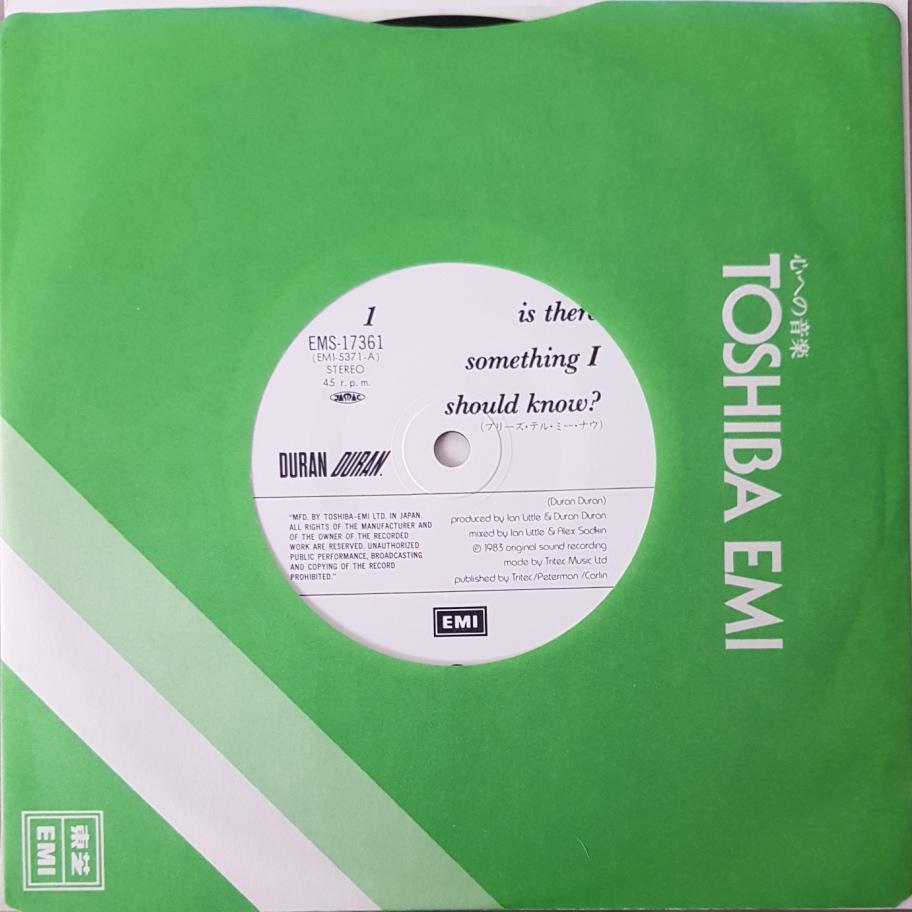 1
EMS-17361
(EMI-5371-A)
STEREO
45 r.p.m.
JASRAC
is there
something I
should know?
(プリーズ・テル・ミー・ナウ)
DURAN DURAN.
"MFD. BY TOSHIBA-EMI LTD. IN JAPAN.
ALL RIGHTS OF THE MANUFACTURER AND
OF THE OWNER OF THE RECORDED
WORK ARE RESERVED. UNAUTHORIZED
PUBLIC PERFORMANCE, BROADCASTING
AND COPYING OF THE RECORD
PROHIBITED."
(Duran Duran)
produced by Ian Little & Duran Duran
mixed by Ian Little & Alex Sadkin
© 1983 original sound recording
made by Tritec Music Ltd
published by Tritec/Peterman /Carlin
EMI
心への音楽
TOSHIBA EMI
東芝
EMI